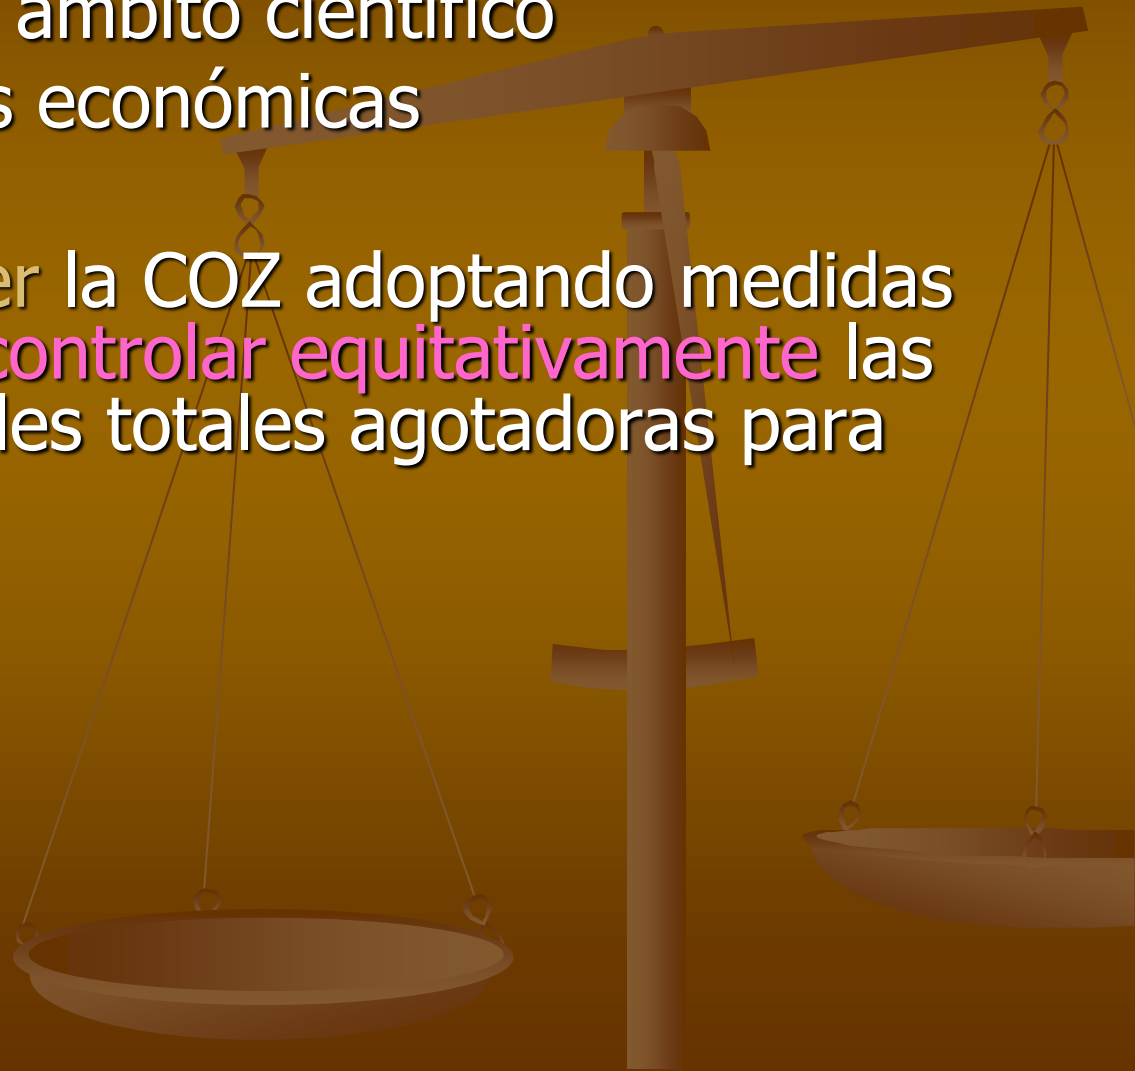 ámbito científico
s económicas
er la COZ adoptando medidas
controlar equitativamente las
les totales agotadoras para